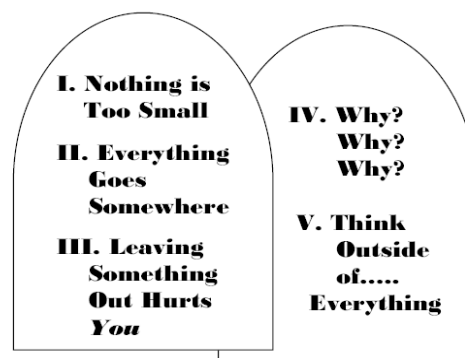 I. Nothing is
Too Small
II. Everything
Goes
Somewhere
III. Leaving
Something
Out Hurts
You
IV. Why?
Why?
Why?
V. Think
Outside
of.....
Everything